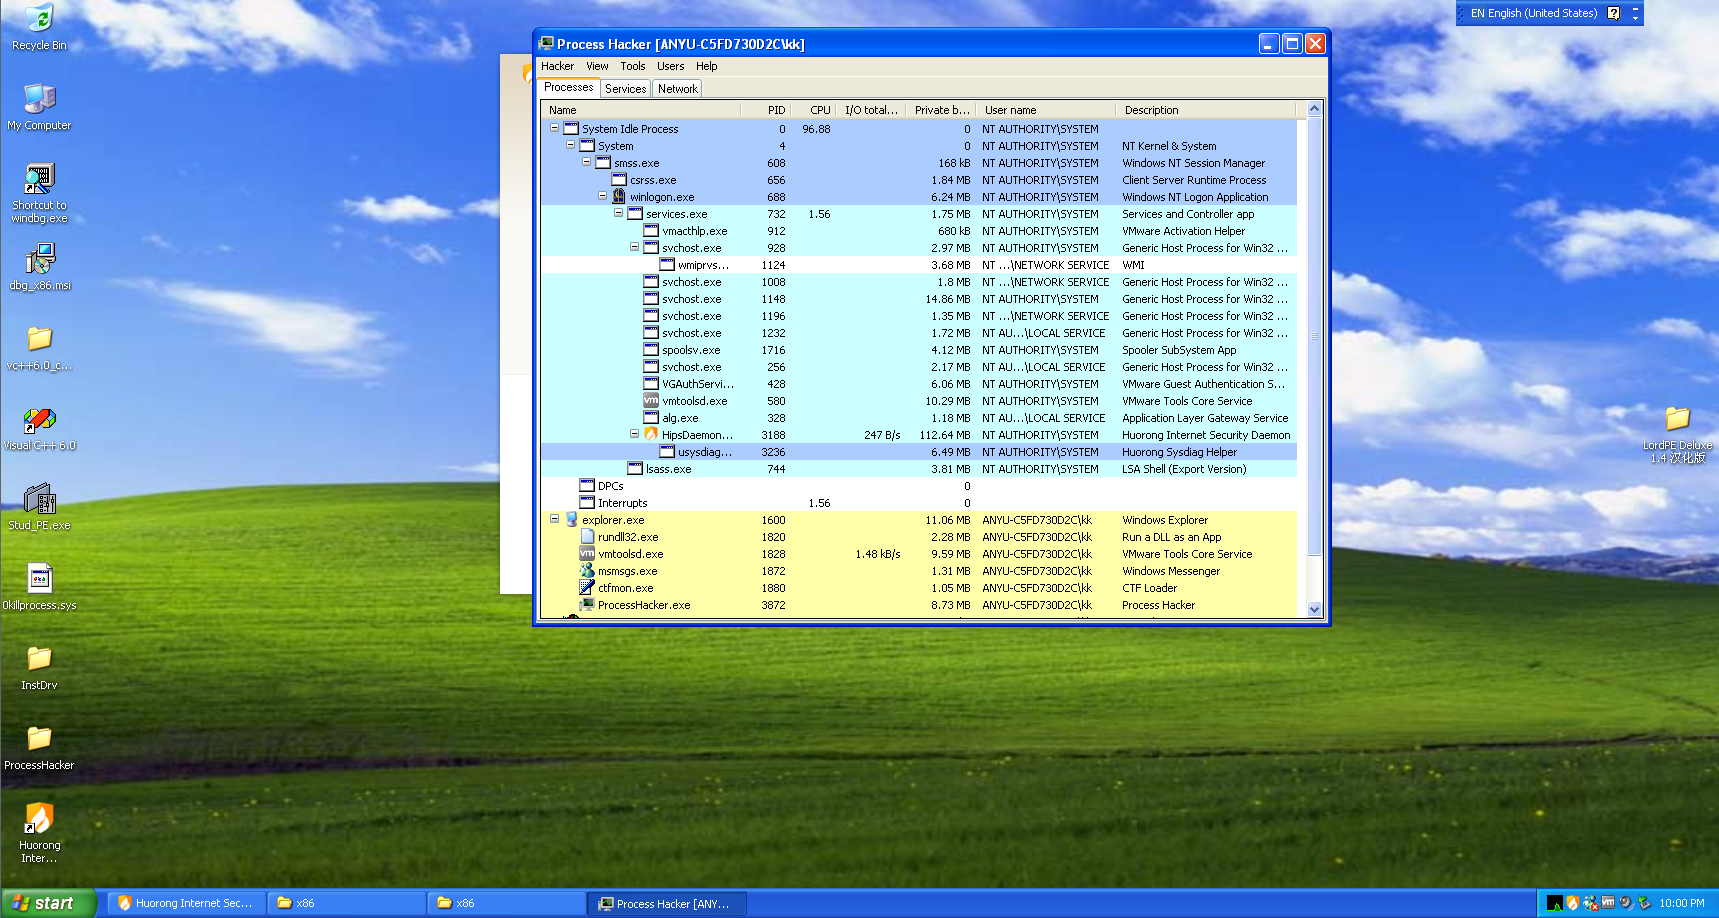 EN English (United States)
Recycle Bin
My Computer
Shortcut to
windbg.exe
dbg_x86.msi
vc++6.0_c...
Visual C++ 6.0
Stud_PE.exe
0killprocess.sys
InstDrv
ProcessHacker
Huorong
Inter...
LordPE Deluxe
1.4 汉化版
Process Hacker [ANYU-C5FD730D2C\kk]
Hacker View Tools Users Help
Processes Services Network
Name PID CPU I/O total... Private b... User name Description
System Idle Process 0 96.88 0 NT AUTHORITY\SYSTEM
System 4 0 NT AUTHORITY\SYSTEM NT Kernel & System
smss.exe 608 168 kB NT AUTHORITY\SYSTEM Windows NT Session Manager
csrss.exe 656 1.84 MB NT AUTHORITY\SYSTEM Client Server Runtime Process
winlogon.exe 688 6.24 MB NT AUTHORITY\SYSTEM Windows NT Logon Application
services.exe 732 1.56 1.75 MB NT AUTHORITY\SYSTEM Services and Controller app
vmacthlp.exe 912 680 kB NT AUTHORITY\SYSTEM VMware Activation Helper
svchost.exe 928 2.97 MB NT AUTHORITY\SYSTEM Generic Host Process for Win32 ...
wmiprvs... 1124 3.68 MB NT ...\NETWORK SERVICE WMI
svchost.exe 1008 1.8 MB NT ...\NETWORK SERVICE Generic Host Process for Win32 ...
svchost.exe 1148 14.86 MB NT AUTHORITY\SYSTEM Generic Host Process for Win32 ...
svchost.exe 1196 1.35 MB NT ...\NETWORK SERVICE Generic Host Process for Win32 ...
svchost.exe 1232 1.72 MB NT AU...\LOCAL SERVICE Generic Host Process for Win32 ...
spoolsv.exe 1716 4.12 MB NT AUTHORITY\SYSTEM Spooler SubSystem App
svchost.exe 256 2.17 MB NT AU...\LOCAL SERVICE Generic Host Process for Win32 ...
VGAuthServi... 428 6.06 MB NT AUTHORITY\SYSTEM VMware Guest Authentication S...
vmtoolsd.exe 580 10.29 MB NT AUTHORITY\SYSTEM VMware Tools Core Service
alg.exe 328 1.18 MB NT AU...\LOCAL SERVICE Application Layer Gateway Service
HipsDaemon... 3188 247 B/s 112.64 MB NT AUTHORITY\SYSTEM Huorong Internet Security Daemon
usysdiag... 3236 6.49 MB NT AUTHORITY\SYSTEM Huorong Sysdiag Helper
lsass.exe 744 3.81 MB NT AUTHORITY\SYSTEM LSA Shell (Export Version)
DPCs 0
Interrupts 1.56 0
explorer.exe 1600 11.06 MB ANYU-C5FD730D2C\kk Windows Explorer
rundll32.exe 1820 2.28 MB ANYU-C5FD730D2C\kk Run a DLL as an App
vmtoolsd.exe 1828 1.48 kB/s 9.59 MB ANYU-C5FD730D2C\kk VMware Tools Core Service
msmsgs.exe 1872 1.31 MB ANYU-C5FD730D2C\kk Windows Messenger
ctfmon.exe 1880 1.05 MB ANYU-C5FD730D2C\kk CTF Loader
ProcessHacker.exe 3872 8.73 MB ANYU-C5FD730D2C\kk Process Hacker
start Huorong Internet Sec... x86 x86 Process Hacker [ANY... 10:00 PM